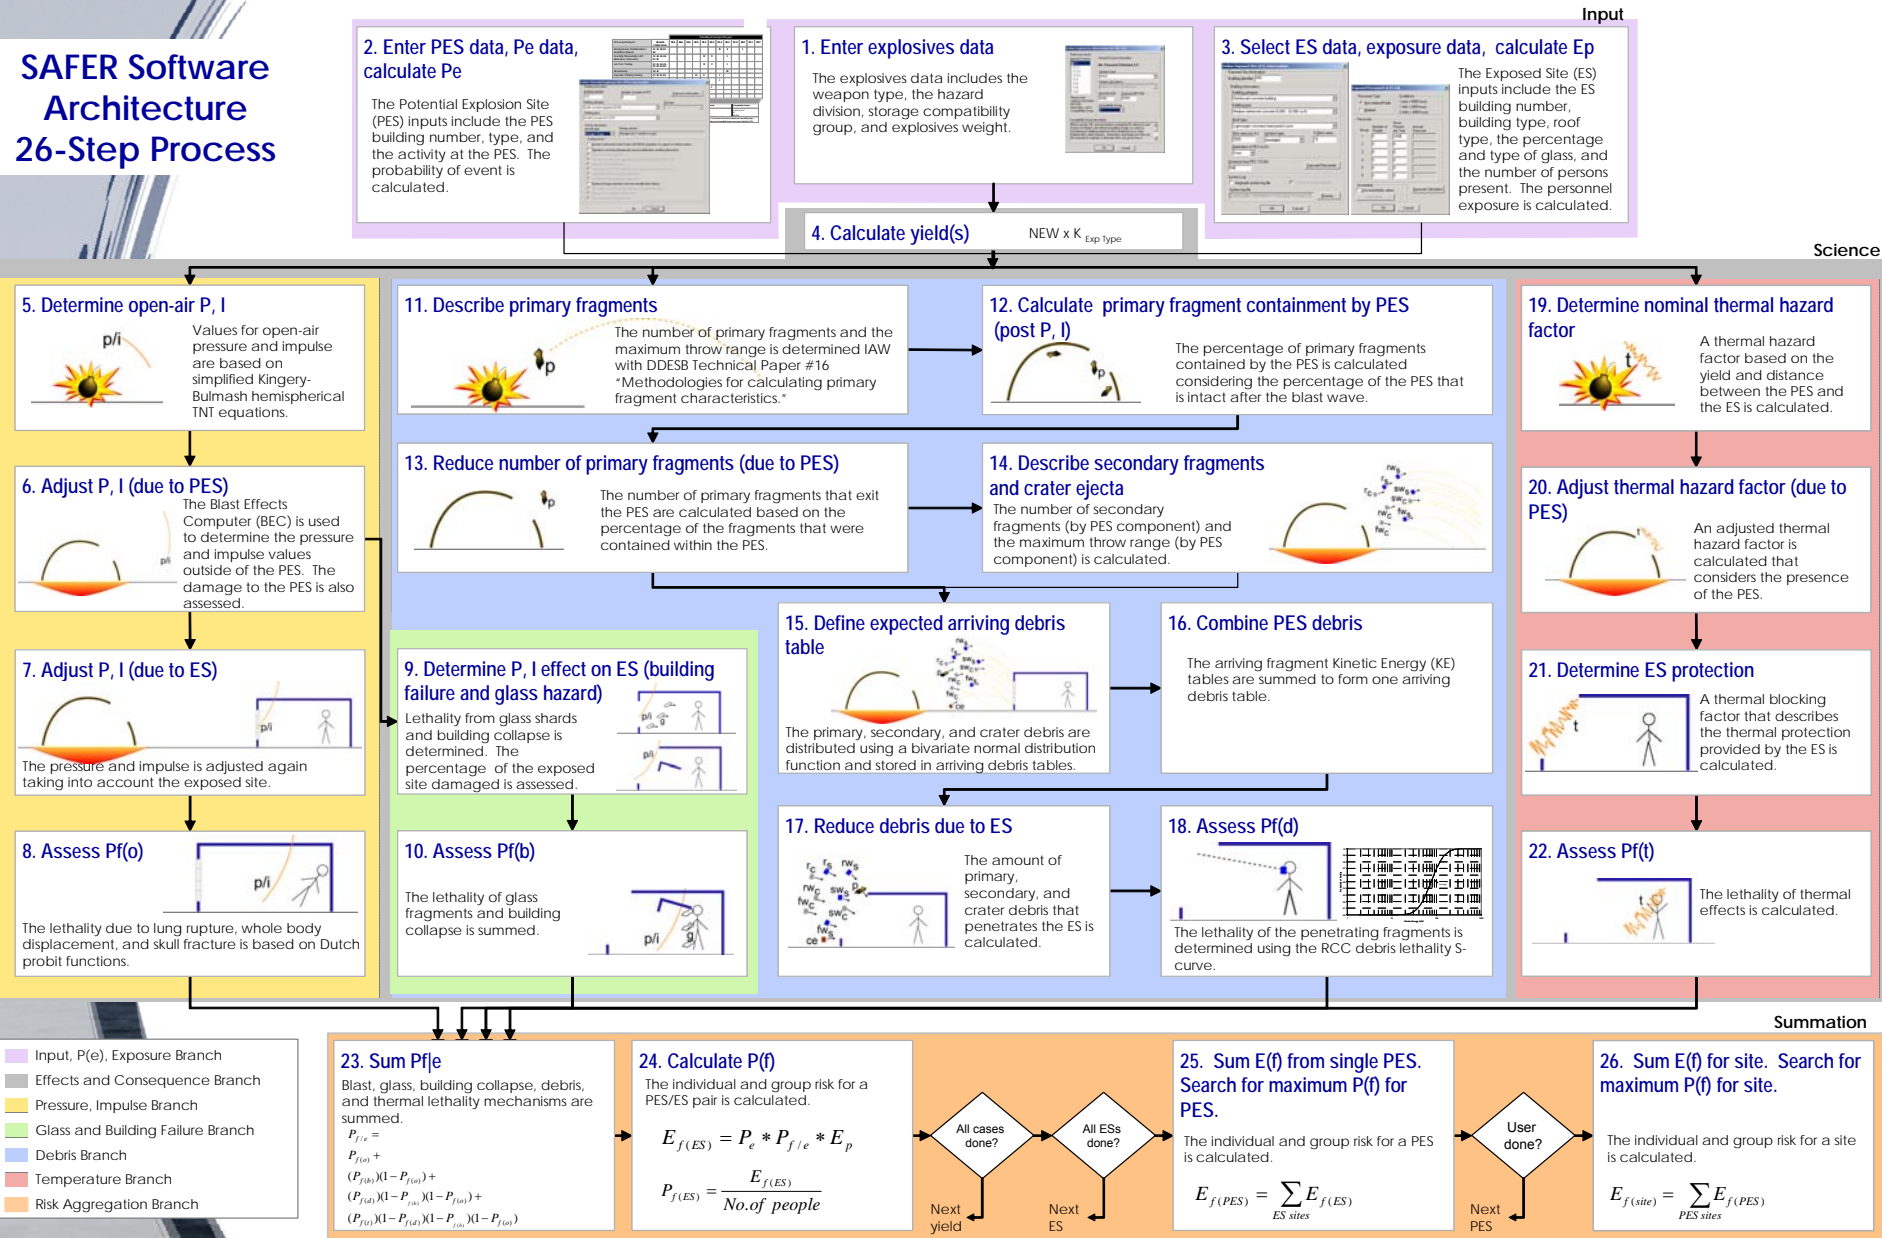 SAFER Software
Architecture
26-Step Process
Input
2. Enter PES data, Pe data,
calculate Pe
The Potential Explosion Site
(PES) inputs include the PES
building number, type, and
the activity at the PES. The
probability of event is
calculated.
1. Enter explosives data
The explosives data includes the
weapon type, the hazard
division, storage compatibility
group, and explosives weight.
3. Select ES data, exposure data, calculate Ep
The Exposed Site (ES)
inputs include the ES
building number,
building type, roof
type, the percentage
and type of glass, and
the number of persons
present. The personnel
exposure is calculated.
4. Calculate yield(s)
NEW x K Exp Type
Science
5. Determine open-air P, I
p/i
Values for open-air
pressure and impulse
are based on
simplified Kingery-
Bulmash hemispherical
TNT equations.
6. Adjust P, I (due to PES)
The Blast Effects
Computer (BEC) is used
to determine the pressure
and impulse values
outside of the PES. The
damage to the PES is also
assessed.
p/i
7. Adjust P, I (due to ES)
p/i
The pressure and impulse is adjusted again
taking into account the exposed site.
8. Assess Pf(o)
p/i
The lethality due to lung rupture, whole body
displacement, and skull fracture is based on Dutch
probit functions.
11. Describe primary fragments
p
The number of primary fragments and the
maximum throw range is determined IAW
with DDESB Technical Paper #16
"Methodologies for calculating primary
fragment characteristics."
12. Calculate primary fragment containment by PES
(post P, I)
p
The percentage of primary fragments
contained by the PES is calculated
considering the percentage of the PES that
is intact after the blast wave.
13. Reduce number of primary fragments (due to PES)
p
The number of primary fragments that exit
the PES are calculated based on the
percentage of the fragments that were
contained within the PES.
14. Describe secondary fragments
and crater ejecta
The number of secondary
fragments (by PES component) and
the maximum throw range (by PES
component) is calculated.
9. Determine P, I effect on ES (building
failure and glass hazard)
Lethality from glass shards
and building collapse is
determined. The
percentage of the exposed
site damaged is assessed.
p/i
g
p/i
10. Assess Pf(b)
The lethality of glass
fragments and building
collapse is summed.
p/i
g
15. Define expected arriving debris
table
ce
The primary, secondary, and crater debris are
distributed using a bivariate normal distribution
function and stored in arriving debris tables.
16. Combine PES debris
The arriving fragment Kinetic Energy (KE)
tables are summed to form one arriving
debris table.
17. Reduce debris due to ES
rc rs rws
rwc sws p
fwc swc
fws
ce
The amount of
primary,
secondary, and
crater debris that
penetrates the ES is
calculated.
18. Assess Pf(d)
The lethality of the penetrating fragments is
determined using the RCC debris lethality S-
curve.
19. Determine nominal thermal hazard
factor
t
A thermal hazard
factor based on the
yield and distance
between the PES and
the ES is calculated.
20. Adjust thermal hazard factor (due to
PES)
t
An adjusted thermal
hazard factor is
calculated that
considers the presence
of the PES.
21. Determine ES protection
t
A thermal blocking
factor that describes
the thermal protection
provided by the ES is
calculated.
22. Assess Pf(t)
t
The lethality of thermal
effects is calculated.
Summation
Input, P(e), Exposure Branch
Effects and Consequence Branch
Pressure, Impulse Branch
Glass and Building Failure Branch
Debris Branch
Temperature Branch
Risk Aggregation Branch
23. Sum Pf|e
Blast, glass, building collapse, debris,
and thermal lethality mechanisms are
summed.
P f/e =
P f(o) +
(P f(b))(1−P f(o)) +
(P f(d))(1−P f(b))(1−P f(o)) +
(P f(t))(1−P f(d))(1−P f(b))(1−P f(o))
24. Calculate P(f)
The individual and group risk for a
PES/ES pair is calculated.
E f(ES) = P e * P f/e * E p
P f(ES) = E f(ES) / No.of people
All cases
done?
Next
yield
All ESs
done?
Next
ES
25. Sum E(f) from single PES.
Search for maximum P(f) for
PES.
The individual and group risk for a PES
is calculated.
E f(PES) = ∑ E f(ES)
ES sites
User
done?
Next
PES
26. Sum E(f) for site. Search for
maximum P(f) for site.
The individual and group risk for a site
is calculated.
E f(site) = ∑ E f(PES)
PES sites